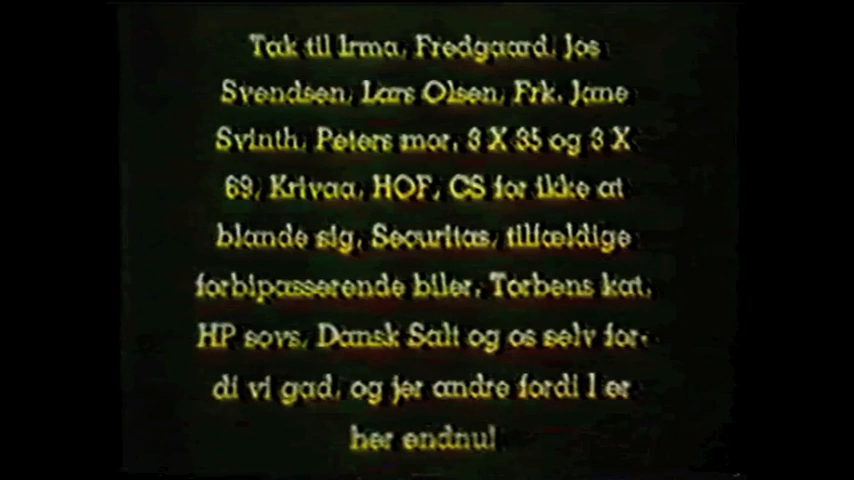 Tak til Irma, Fredgaard, Jos
Svendsen, Lars Olsen, Frk. Jane
Svinth, Peters mor, 3 X 35 og 3 X
69, Krivaa, HOF, CS for ikke at
blande sig, Securitas, tilfældige
forbipasserende biler, Torbens kat,
HP sovs, Dansk Salt og os selv for-
di vi gad, og jer andre fordi I er
her endnu!